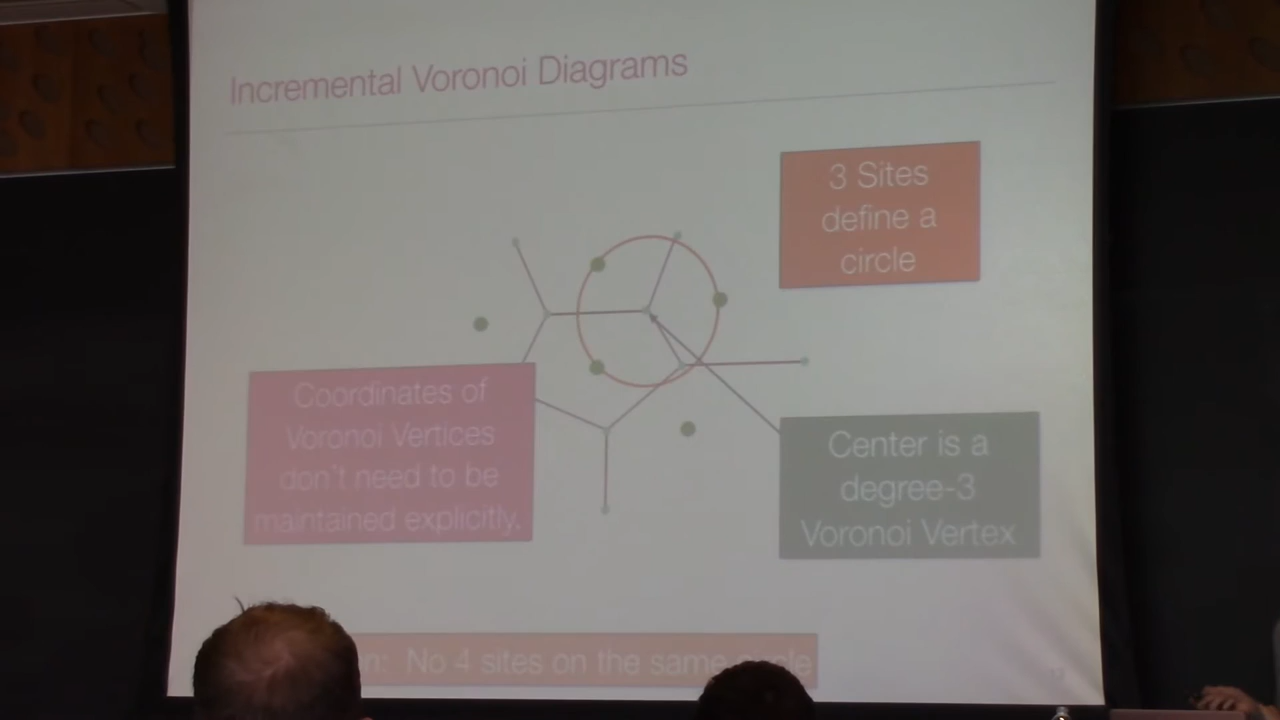 Incremental Voronoi Diagrams
3 Sites
define a
circle
Coordinates of
Voronoi Vertices
don't need to be
maintained explicitly.
Center is a
degree-3
Voronoi Vertex
No 4 sites on the same